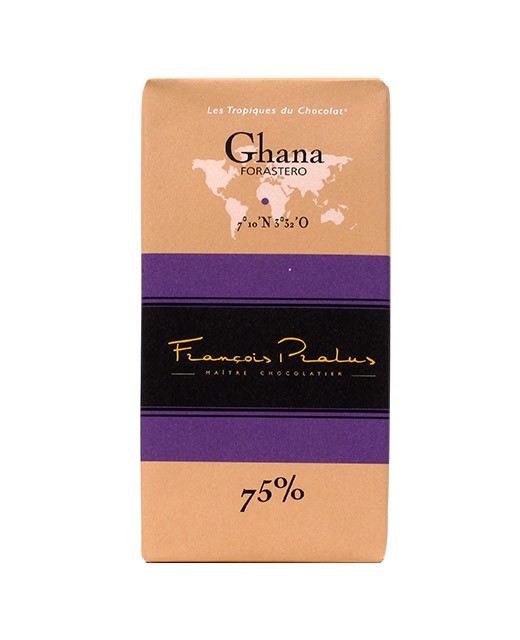 Les Tropiques du Chocolat®
Ghana
FORASTERO
7°10'N 3°52'O
François Pralus
MAÎTRE CHOCOLATIER
75%